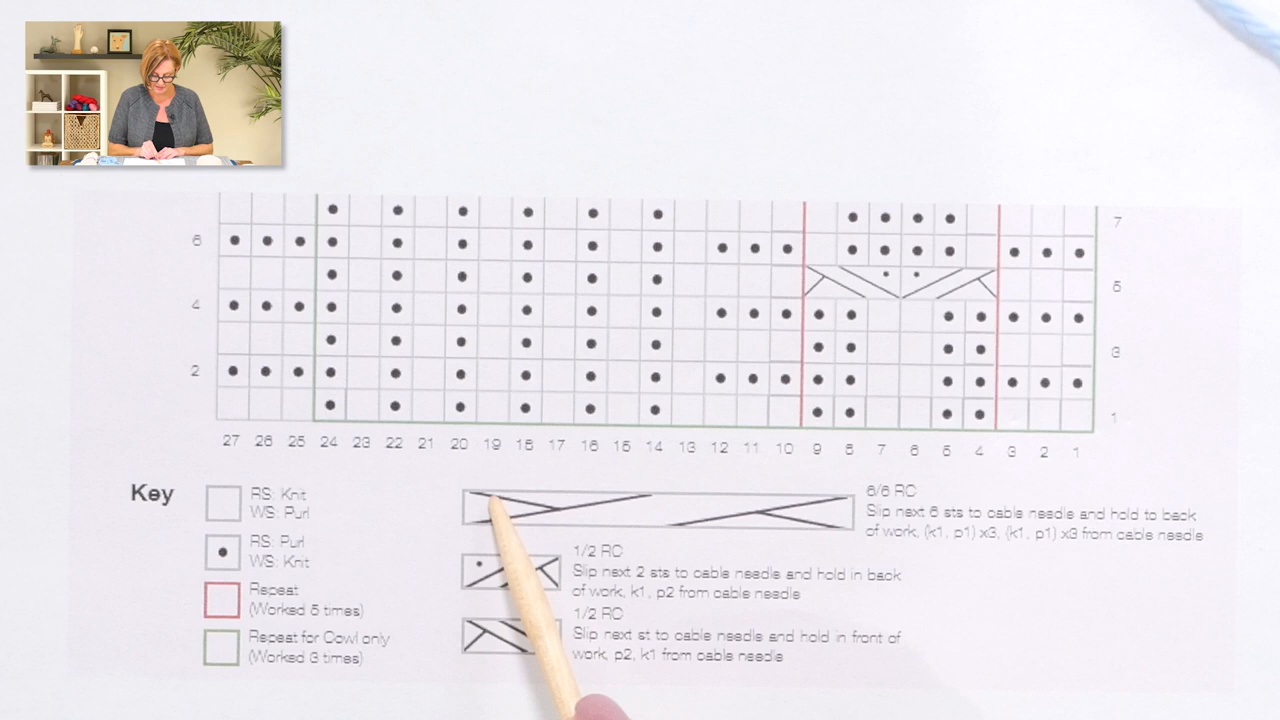 7
6
5
4
3
2
1
27 26 25 24 23 22 21 20 19 18 17 16 15 14 13 12 11 10 9 8 7 6 5 4 3 2 1
Key
RS: Knit
WS: Purl
RS: Purl
WS: Knit
Repeat
(Worked 5 times)
Repeat for Cowl only
(Worked 3 times)
6/6 RC
Slip next 6 sts to cable needle and hold to back
of work, (k1, p1) x3, (k1, p1) x3 from cable needle
1/2 RC
Slip next 2 sts to cable needle and hold in back
of work, k1, p2 from cable needle
1/2 RC
Slip next st to cable needle and hold in front of
work, p2, k1 from cable needle